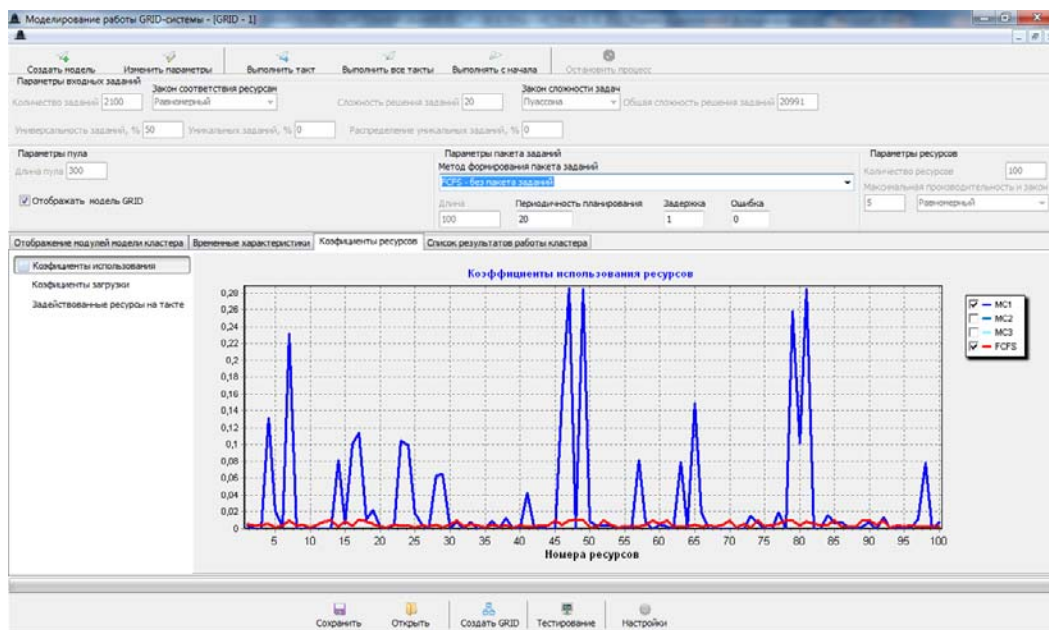 Моделирование работы GRID-системы - [GRID - 1]
Создать модель Изменить параметры Выполнить такт Выполнить все такты Выполнять с начала Остановить процесс
Параметры входных заданий
Закон соответствия ресурсам Закон сложности задач
Количество заданий 2100 Равномерный Сложность решения заданий 20 Пуассона Общая сложность решения заданий 20991
Универсальность заданий, % 50 Уникальных заданий, % 0 Распределение уникальных заданий, % 0
Параметры пула Параметры пакета заданий Параметры ресурсов
Длина пула 300 Метод формирования пакета заданий Количество ресурсов 100
FCFS - без пакета заданий Максимальная производительность и закон
Отображать модель GRID Длина Периодичность планирования Задержка Ошибка 5 Равномерный
100 20 1 0
Отображение модулей модели кластера Временные характеристики Коэфициенты ресурсов Список результатов работы кластера
Коэфициенты использования
Коэфициенты загрузки
Задействованные ресурсы на такте
Коэффициенты использования ресурсов
0,28
0,26
0,24
0,22
0,2
0,18
0,16
0,14
0,12
0,1
0,08
0,06
0,04
0,02
0
5 10 15 20 25 30 35 40 45 50 55 60 65 70 75 80 85 90 95 100
Номера ресурсов
МС1
МС2
МС3
FCFS
Сохранить Открыть Создать GRID Тестирование Настройки